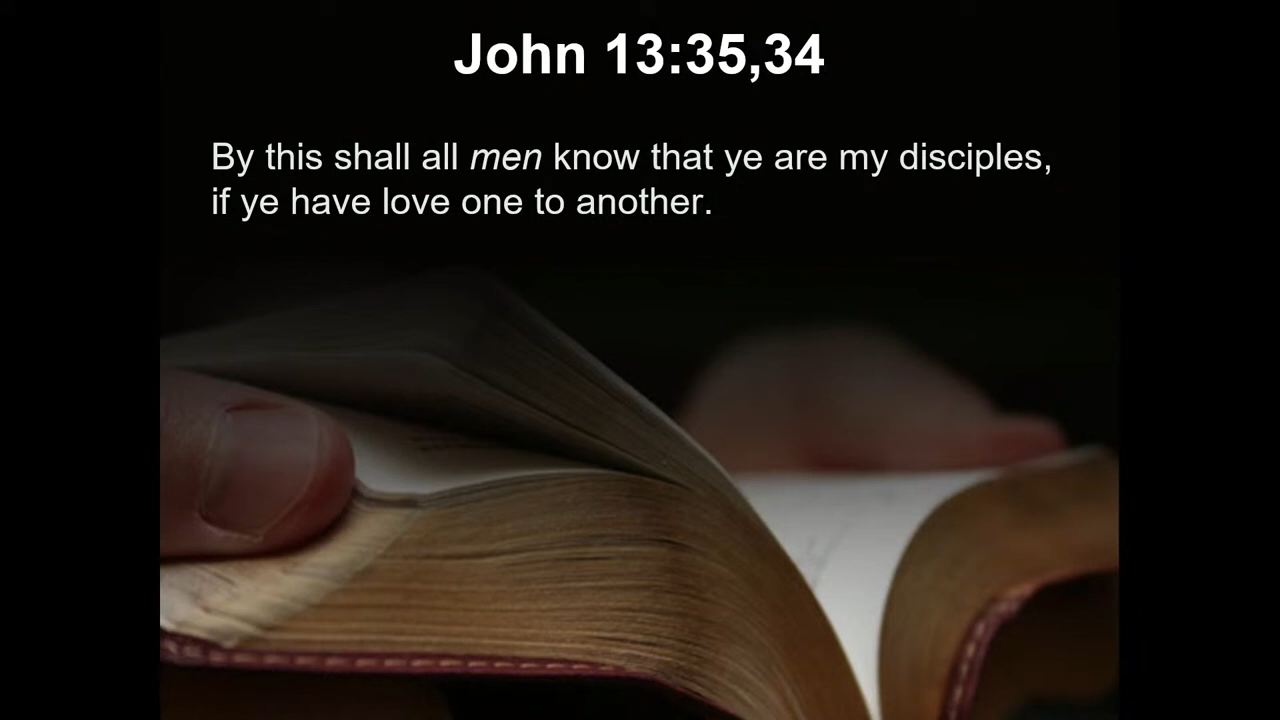 John 13:35,34
By this shall all men know that ye are my disciples,
if ye have love one to another.